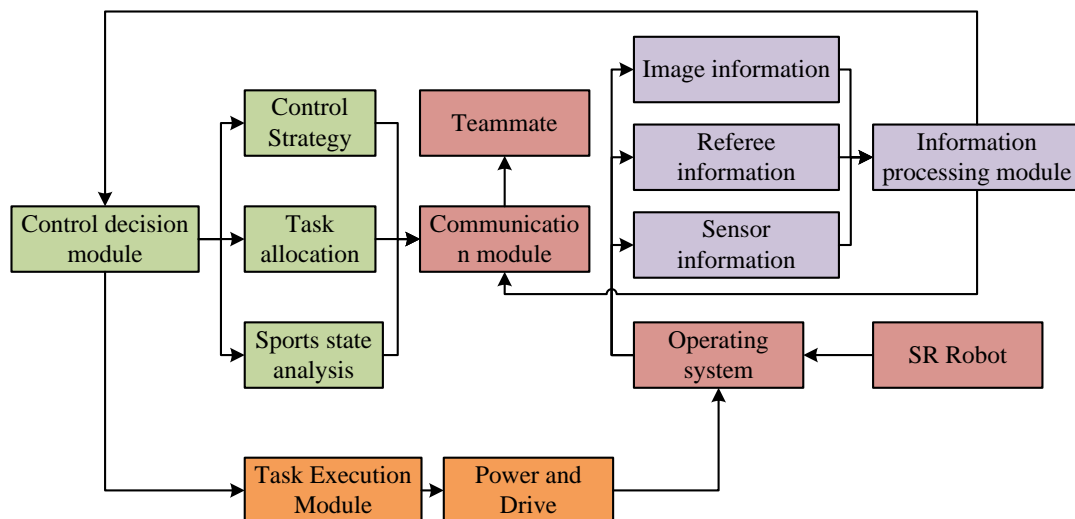 Image information
Control
Strategy
Teammate
Referee
information
Information
processing module
Control decision
module
Task
allocation
Communicatio
n module
Sensor
information
Sports state
analysis
Operating
system
SR Robot
Task Execution
Module
Power and
Drive